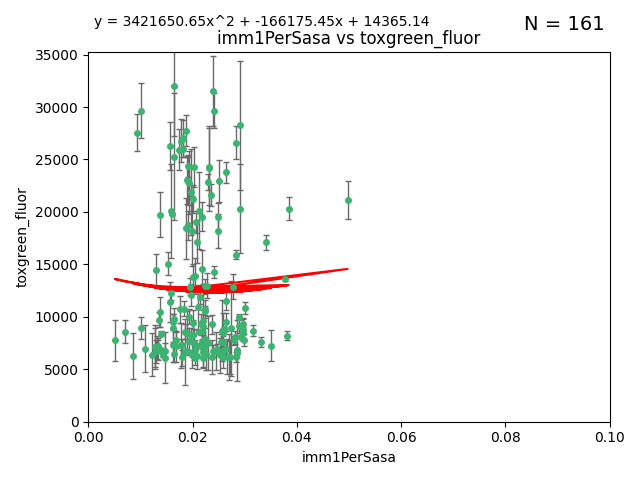 y = 3421650.65x^2 + -166175.45x + 14365.14
N = 161
imm1PerSasa vs toxgreen_fluor
35000
30000
25000
20000
15000
10000
5000
0
toxgreen_fluor
0.00 0.02 0.04 0.06 0.08 0.10
imm1PerSasa